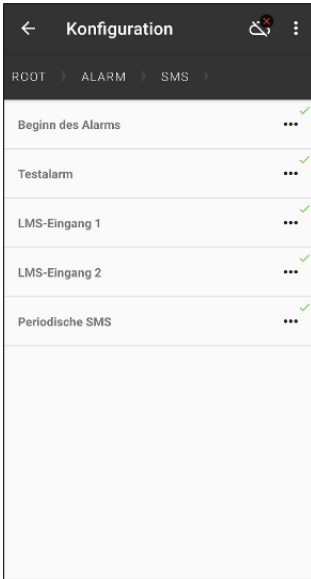 Konfiguration
ROOT ALARM SMS
Beginn des Alarms
Testalarm
LMS-Eingang 1
LMS-Eingang 2
Periodische SMS